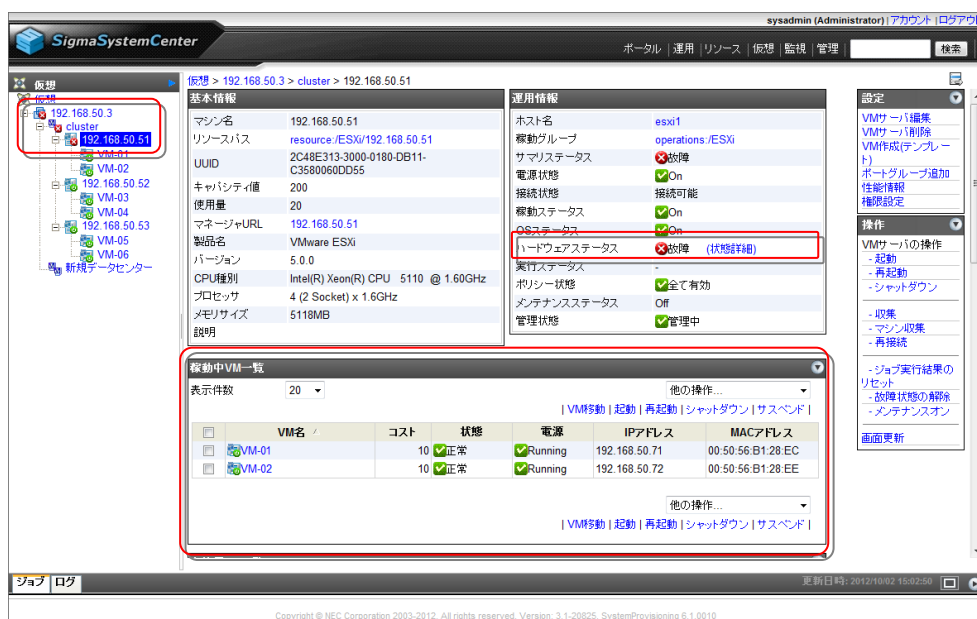 sysadmin (Administrator) | アカウント | ログアウ
SigmaSystemCenter
ポータル | 運用 | リソース | 仮想 | 監視 | 管理 |
検索
仮想
仮想
192.168.50.3
cluster
192.168.50.51
VM-01
VM-02
192.168.50.52
VM-03
VM-04
192.168.50.53
VM-05
VM-06
新規データセンター
仮想 > 192.168.50.3 > cluster > 192.168.50.51
基本情報
マシン名 192.168.50.51
リソースパス resource:/ESXi/192.168.50.51
UUID 2C48E313-3000-0180-DB11-
C3580060DD55
キャパシティ値 200
使用量 20
マネージャURL 192.168.50.51
製品名 VMware ESXi
バージョン 5.0.0
CPU種別 Intel(R) Xeon(R) CPU 5110 @ 1.60GHz
プロセッサ 4 (2 Socket) x 1.6GHz
メモリサイズ 5118MB
説明
運用情報
ホスト名 esxi1
稼動グループ operations:/ESXi
サマリステータス 故障
電源状態 On
接続状態 接続可能
稼動ステータス On
OSステータス On
ハードウェアステータス 故障 (状態詳細)
実行ステータス -
ポリシー状態 全て有効
メンテナンスステータス Off
管理状態 管理中
稼動中VM一覧
表示件数 20
他の操作...
| VM移動 | 起動 | 再起動 | シャットダウン | サスペンド |
VM名 コスト 状態 電源 IPアドレス MACアドレス
VM-01 10 正常 Running 192.168.50.71 00:50:56:B1:28:EC
VM-02 10 正常 Running 192.168.50.72 00:50:56:B1:28:EE
他の操作...
| VM移動 | 起動 | 再起動 | シャットダウン | サスペンド |
設定
VMサーバ編集
VMサーバ削除
VM作成(テンプレー
ト)
ポートグループ追加
性能情報
権限設定
操作
VMサーバの操作
- 起動
- 再起動
- シャットダウン
- 収集
- マシン収集
- 再接続
- ジョブ実行結果の
リセット
- 故障状態の解除
- メンテナンスオン
画面更新
ジョブ ログ
更新日時: 2012/10/02 15:02:50
Copyright © NEC Corporation 2003-2012. All rights reserved. Version: 3.1-20825, SystemProvisioning 6.1.0010